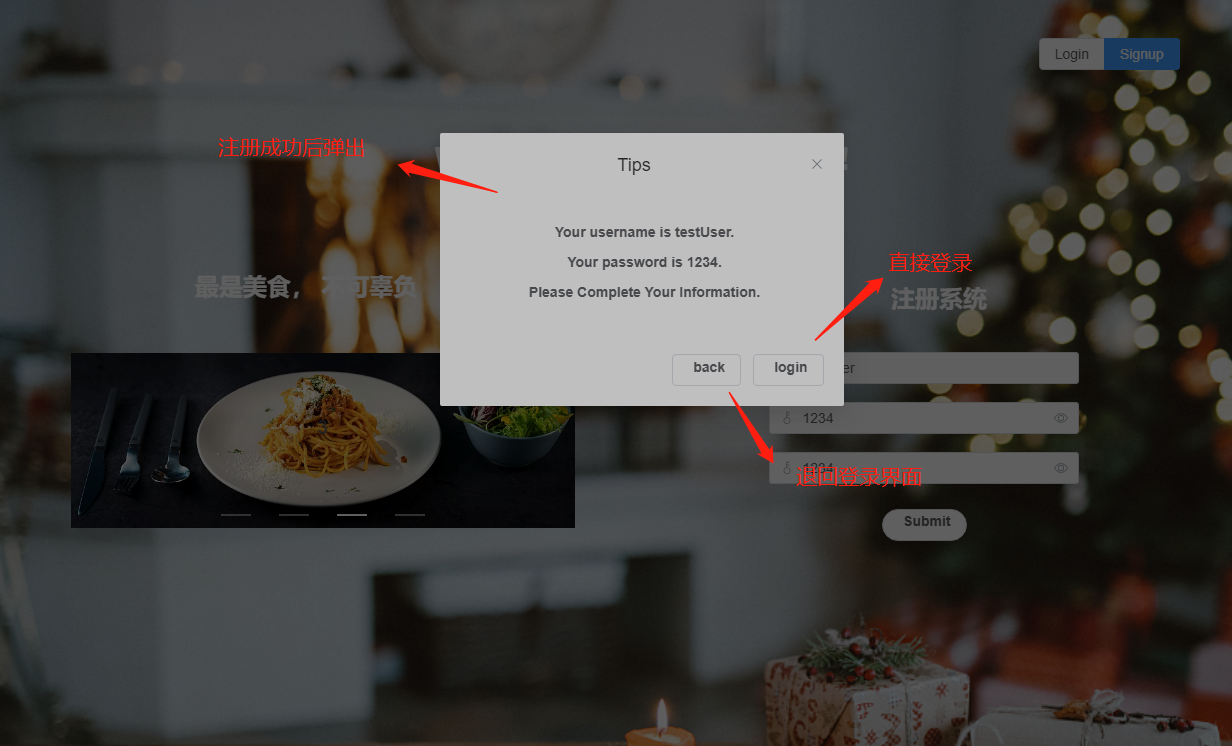 Login
Signup
注册成功后弹出
Tips
Your username is testUser.
Your password is 1234.
Please Complete Your Information.
直接登录
最是美食， 不可辜负
注册系统
back
login
er
1234
1234
退回登录界面
Submit